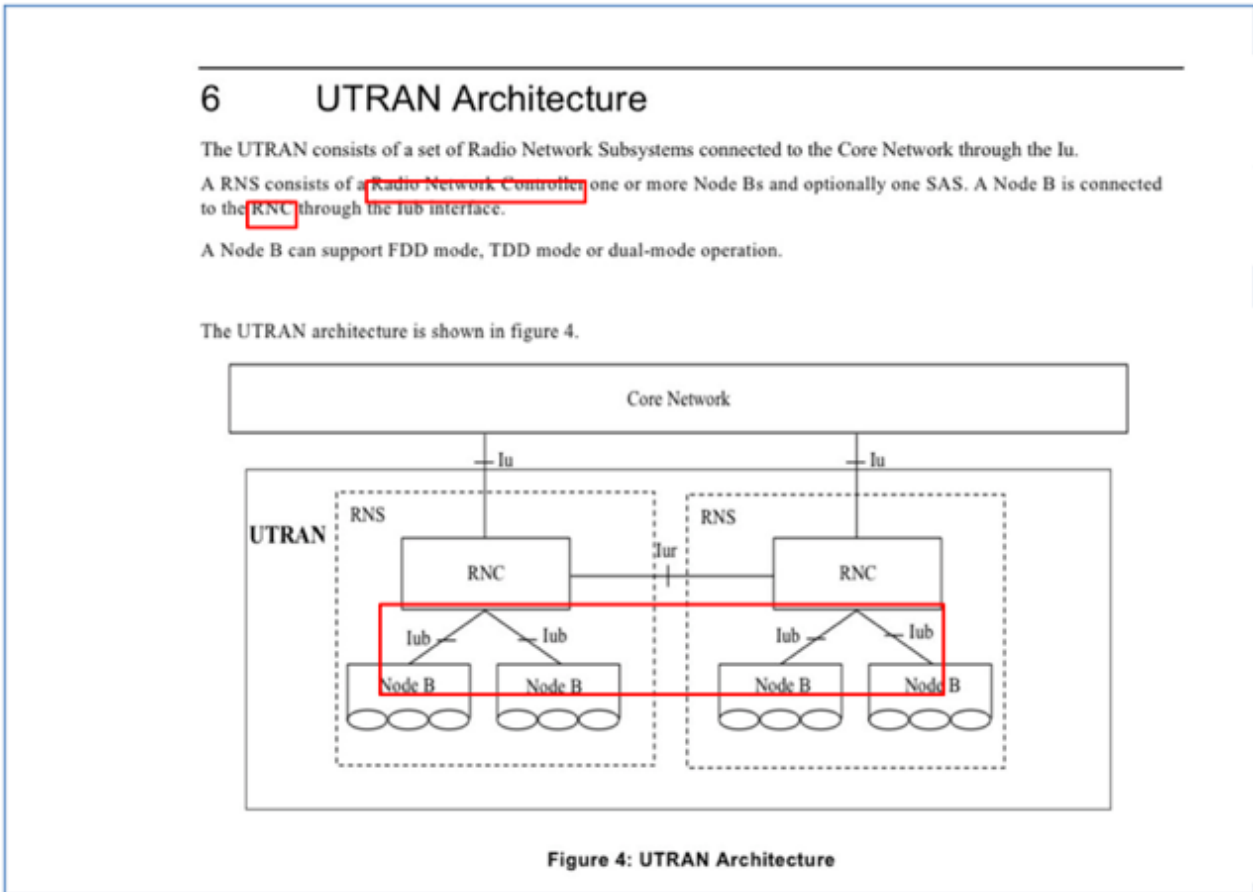 6 UTRAN Architecture
The UTRAN consists of a set of Radio Network Subsystems connected to the Core Network through the Iu.
A RNS consists of a Radio Network Controller one or more Node Bs and optionally one SAS. A Node B is connected
to the RNC through the Iub interface.
A Node B can support FDD mode, TDD mode or dual-mode operation.
The UTRAN architecture is shown in figure 4.
Core Network
Iu Iu
RNS RNS
UTRAN
Iur
RNC RNC
Iub Iub Iub Iub
Node B Node B Node B Node B
Figure 4: UTRAN Architecture